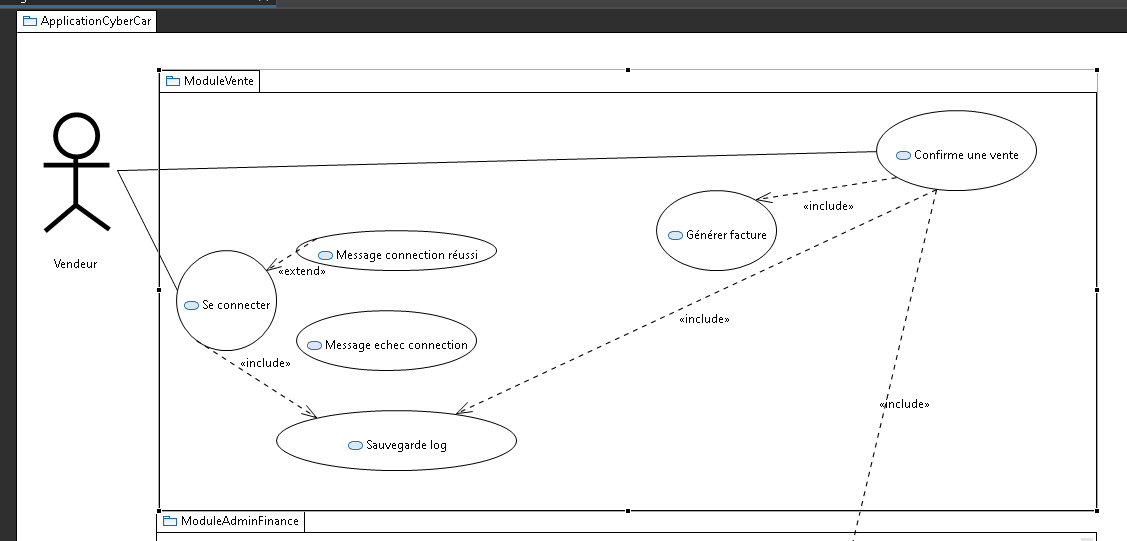 ApplicationCyberCar
ModuleVente
Confirme une vente
«include»
Générer facture
Message connection réussi
«extend»
Vendeur
Se connecter
«include»
Message echec connection
«include»
«include»
Sauvegarde log
ModuleAdminFinance